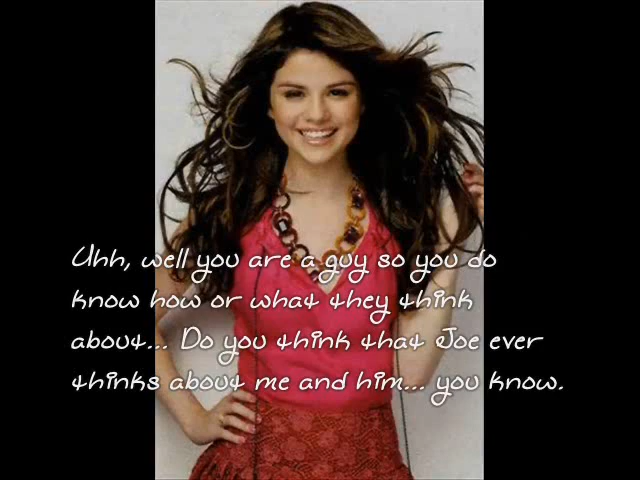 Uhh, well you are a guy so you do
know how or what they think
about... Do you think that Joe ever
thinks about me and him... you know.